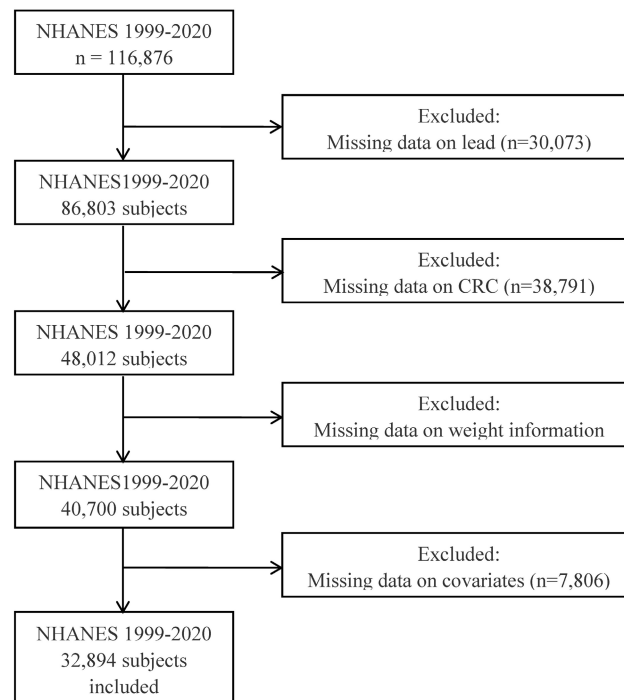 NHANES 1999-2020
n = 116,876
Excluded:
Missing data on lead (n=30,073)
NHANES1999-2020
86,803 subjects
Excluded:
Missing data on CRC (n=38,791)
NHANES 1999-2020
48,012 subjects
Excluded:
Missing data on weight information
NHANES1999-2020
40,700 subjects
Excluded:
Missing data on covariates (n=7,806)
NHANES 1999-2020
32,894 subjects
included